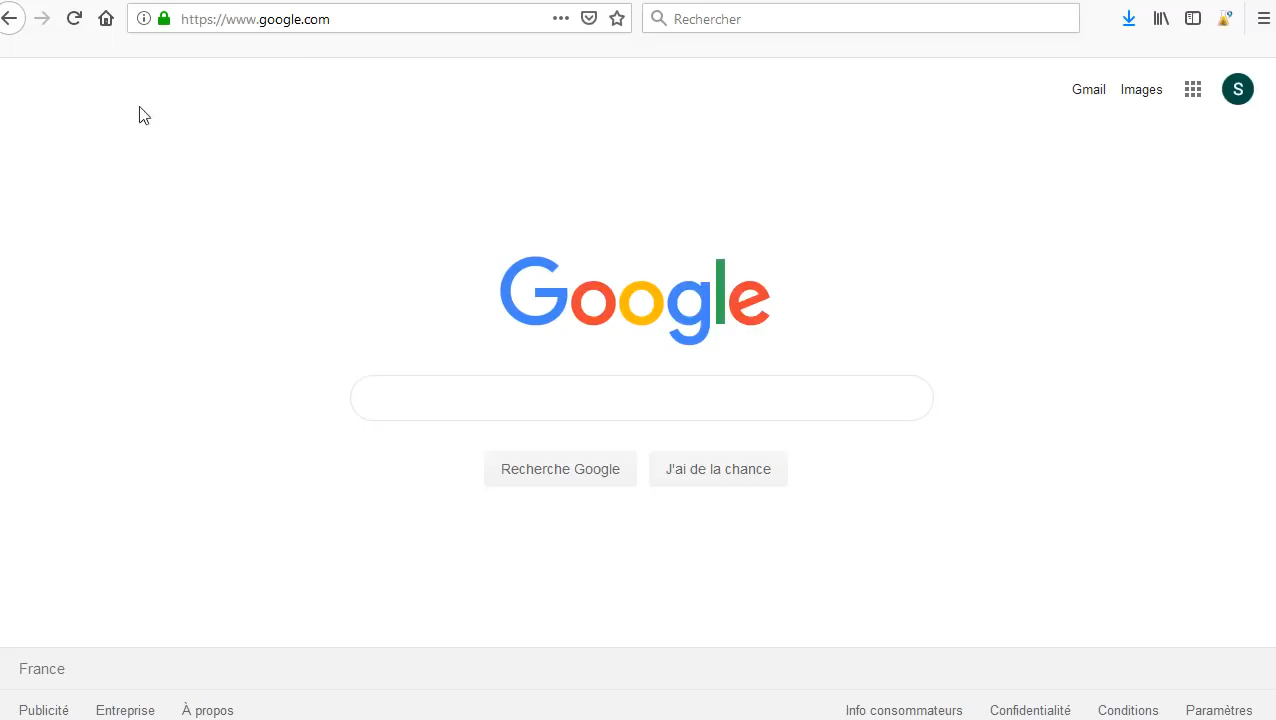 https://www.google.com
Rechercher
Gmail Images S
Google
Recherche Google J'ai de la chance
France
Publicité Entreprise À propos Info consommateurs Confidentialité Conditions Paramètres